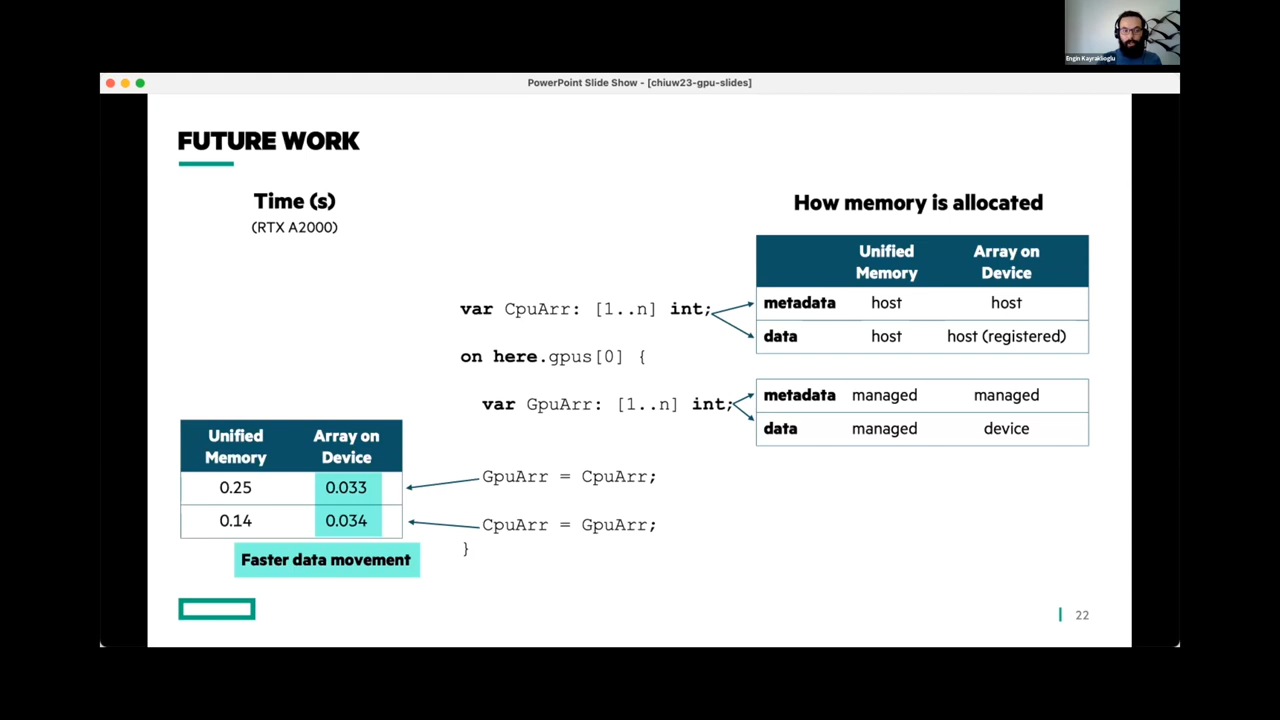 Engin Kayraklioglu
PowerPoint Slide Show - [chiuw23-gpu-slides]
FUTURE WORK
Time (s)
(RTX A2000)
Unified Memory Array on Device
0.25 0.033
0.14 0.034
Faster data movement
var CpuArr: [1..n] int;
on here.gpus[0] {
var GpuArr: [1..n] int;
GpuArr = CpuArr;
CpuArr = GpuArr;
}
How memory is allocated
Unified Memory Array on Device
metadata host host
data host host (registered)
metadata managed managed
data managed device
22